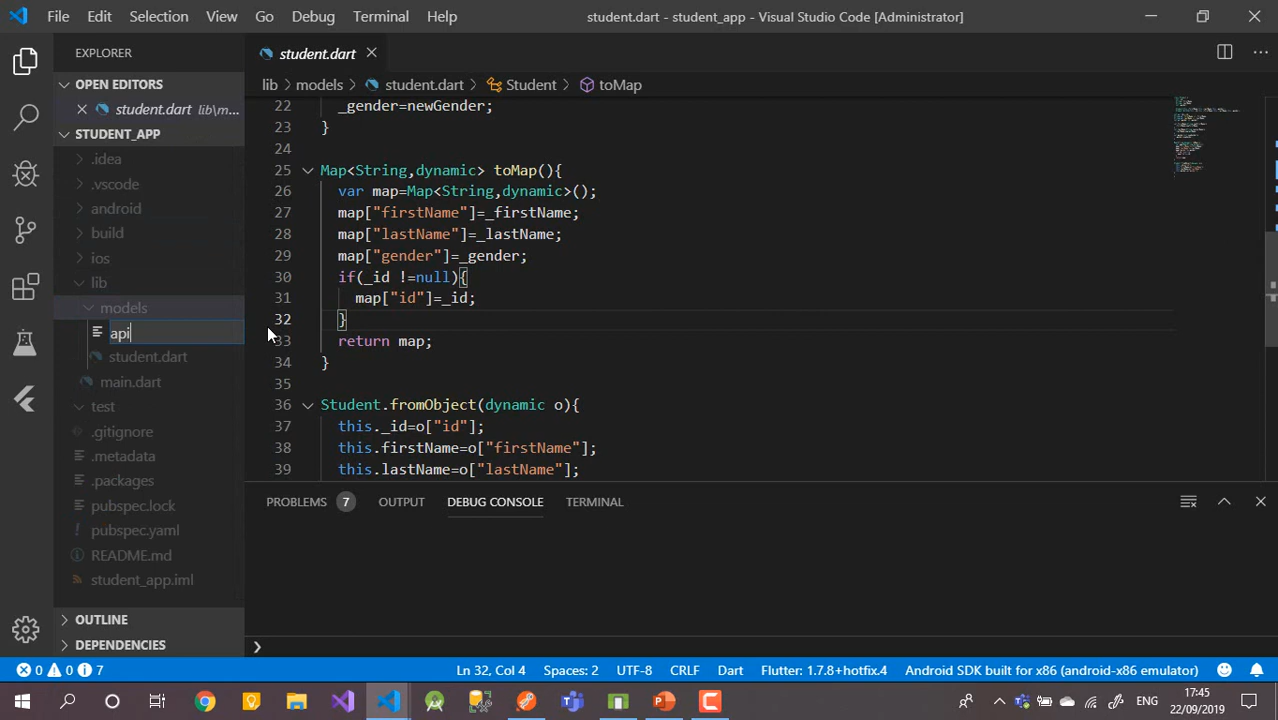 File Edit Selection View Go Debug Terminal Help student.dart - student_app - Visual Studio Code [Administrator]
EXPLORER
OPEN EDITORS
student.dart lib\m...
STUDENT_APP
.idea
.vscode
android
build
ios
lib
models
api
student.dart
main.dart
test
.gitignore
.metadata
.packages
pubspec.lock
pubspec.yaml
README.md
student_app.iml
OUTLINE
DEPENDENCIES
student.dart
lib > models > student.dart > Student > toMap
22 _gender=newGender;
23 }
24
25 Map<String,dynamic> toMap(){
26 var map=Map<String,dynamic>();
27 map["firstName"]=_firstName;
28 map["lastName"]=_lastName;
29 map["gender"]=_gender;
30 if(_id !=null){
31 map["id"]=_id;
32 }
33 return map;
34 }
35
36 Student.fromObject(dynamic o){
37 this._id=o["id"];
38 this.firstName=o["firstName"];
39 this.lastName=o["lastName"];
PROBLEMS 7 OUTPUT DEBUG CONSOLE TERMINAL
0 0 7 Ln 32, Col 4 Spaces: 2 UTF-8 CRLF Dart Flutter: 1.7.8+hotfix.4 Android SDK built for x86 (android-x86 emulator)
ENG
17:45
22/09/2019